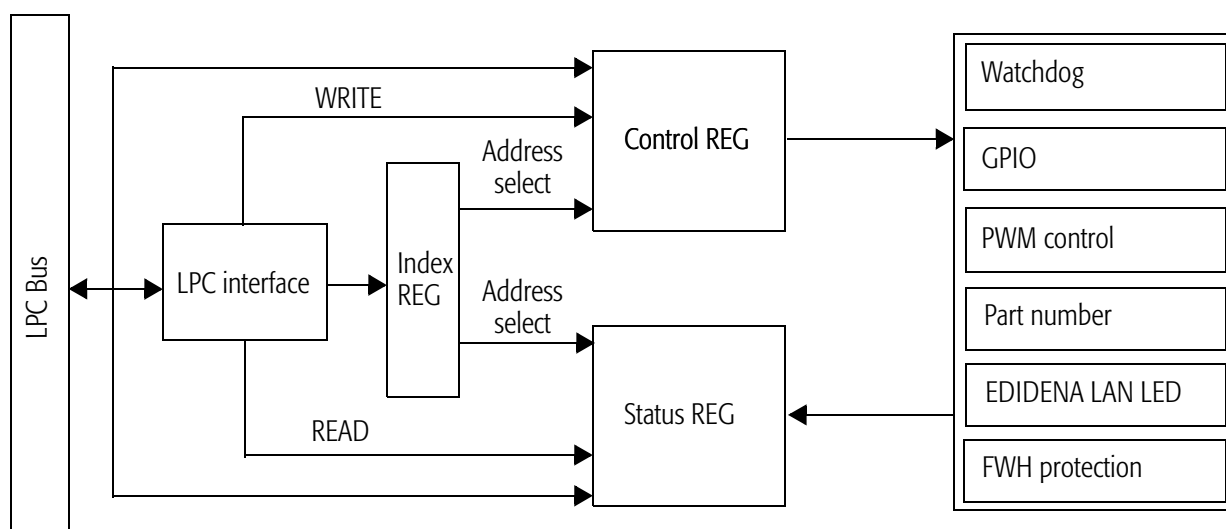 LPC Bus
WRITE
Address
select
LPC interface
Index
REG
Address
select
READ
Control REG
Status REG
Watchdog
GPIO
PWM control
Part number
EDIDENA LAN LED
FWH protection